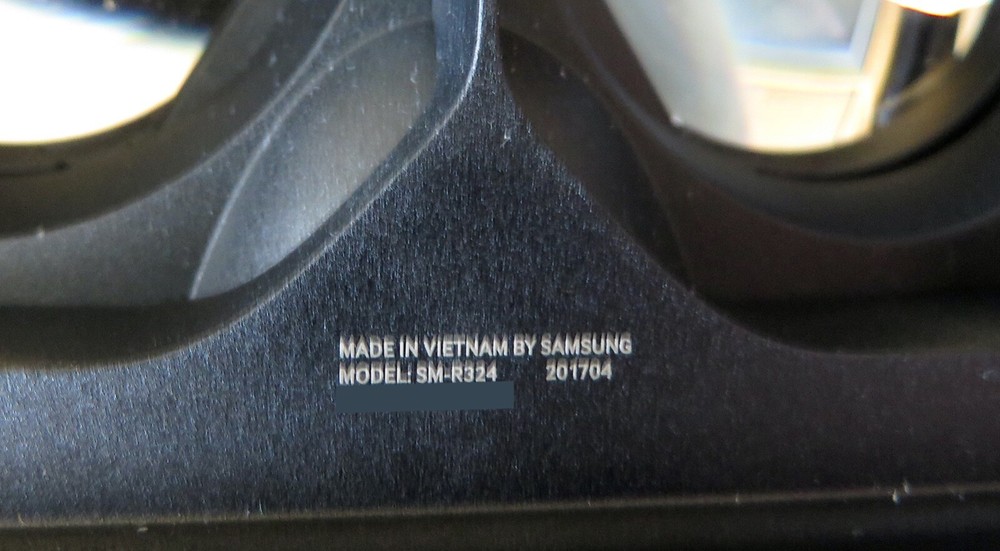 MADE IN VIETNAM BY SAMSUNG
MODEL: SM-R324 201704